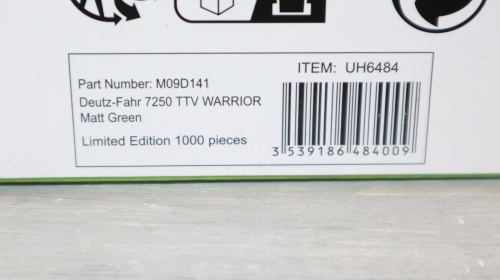 ITEM: UH6484
Part Number: M09D141
Deutz-Fahr 7250 TTV WARRIOR
Matt Green
Limited Edition 1000 pieces
3 539186 484009